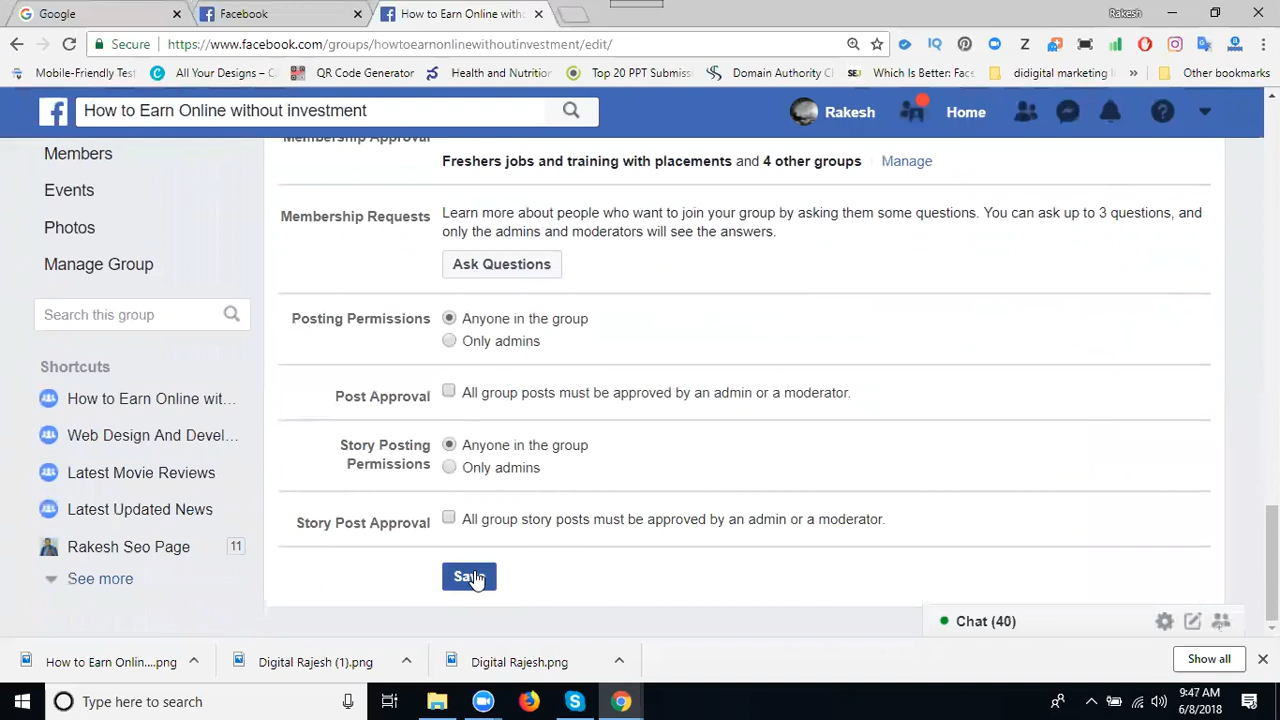 Google
Facebook
How to Earn Online with
Rakesh
Secure
https://www.facebook.com/groups/howtoearnonlinewithoutinvestment/edit/
Mobile-Friendly Test
All Your Designs –
QR Code Generator
Health and Nutrition
Top 20 PPT Submiss
Domain Authority C
Which Is Better: Fac
didigital marketing
»
Other bookmarks
How to Earn Online without investment
Rakesh
Home
Members
Events
Photos
Manage Group
Search this group
Shortcuts
How to Earn Online wit...
Web Design And Devel...
Latest Movie Reviews
Latest Updated News
Rakesh Seo Page 11
See more
Membership Approval
Freshers jobs and training with placements and 4 other groups Manage
Membership Requests
Learn more about people who want to join your group by asking them some questions. You can ask up to 3 questions, and
only the admins and moderators will see the answers.
Ask Questions
Posting Permissions
Anyone in the group
Only admins
Post Approval
All group posts must be approved by an admin or a moderator.
Story Posting
Permissions
Anyone in the group
Only admins
Story Post Approval
All group story posts must be approved by an admin or a moderator.
Save
Chat (40)
How to Earn Onlin....png
Digital Rajesh (1).png
Digital Rajesh.png
Show all
Type here to search
9:47 AM
6/8/2018